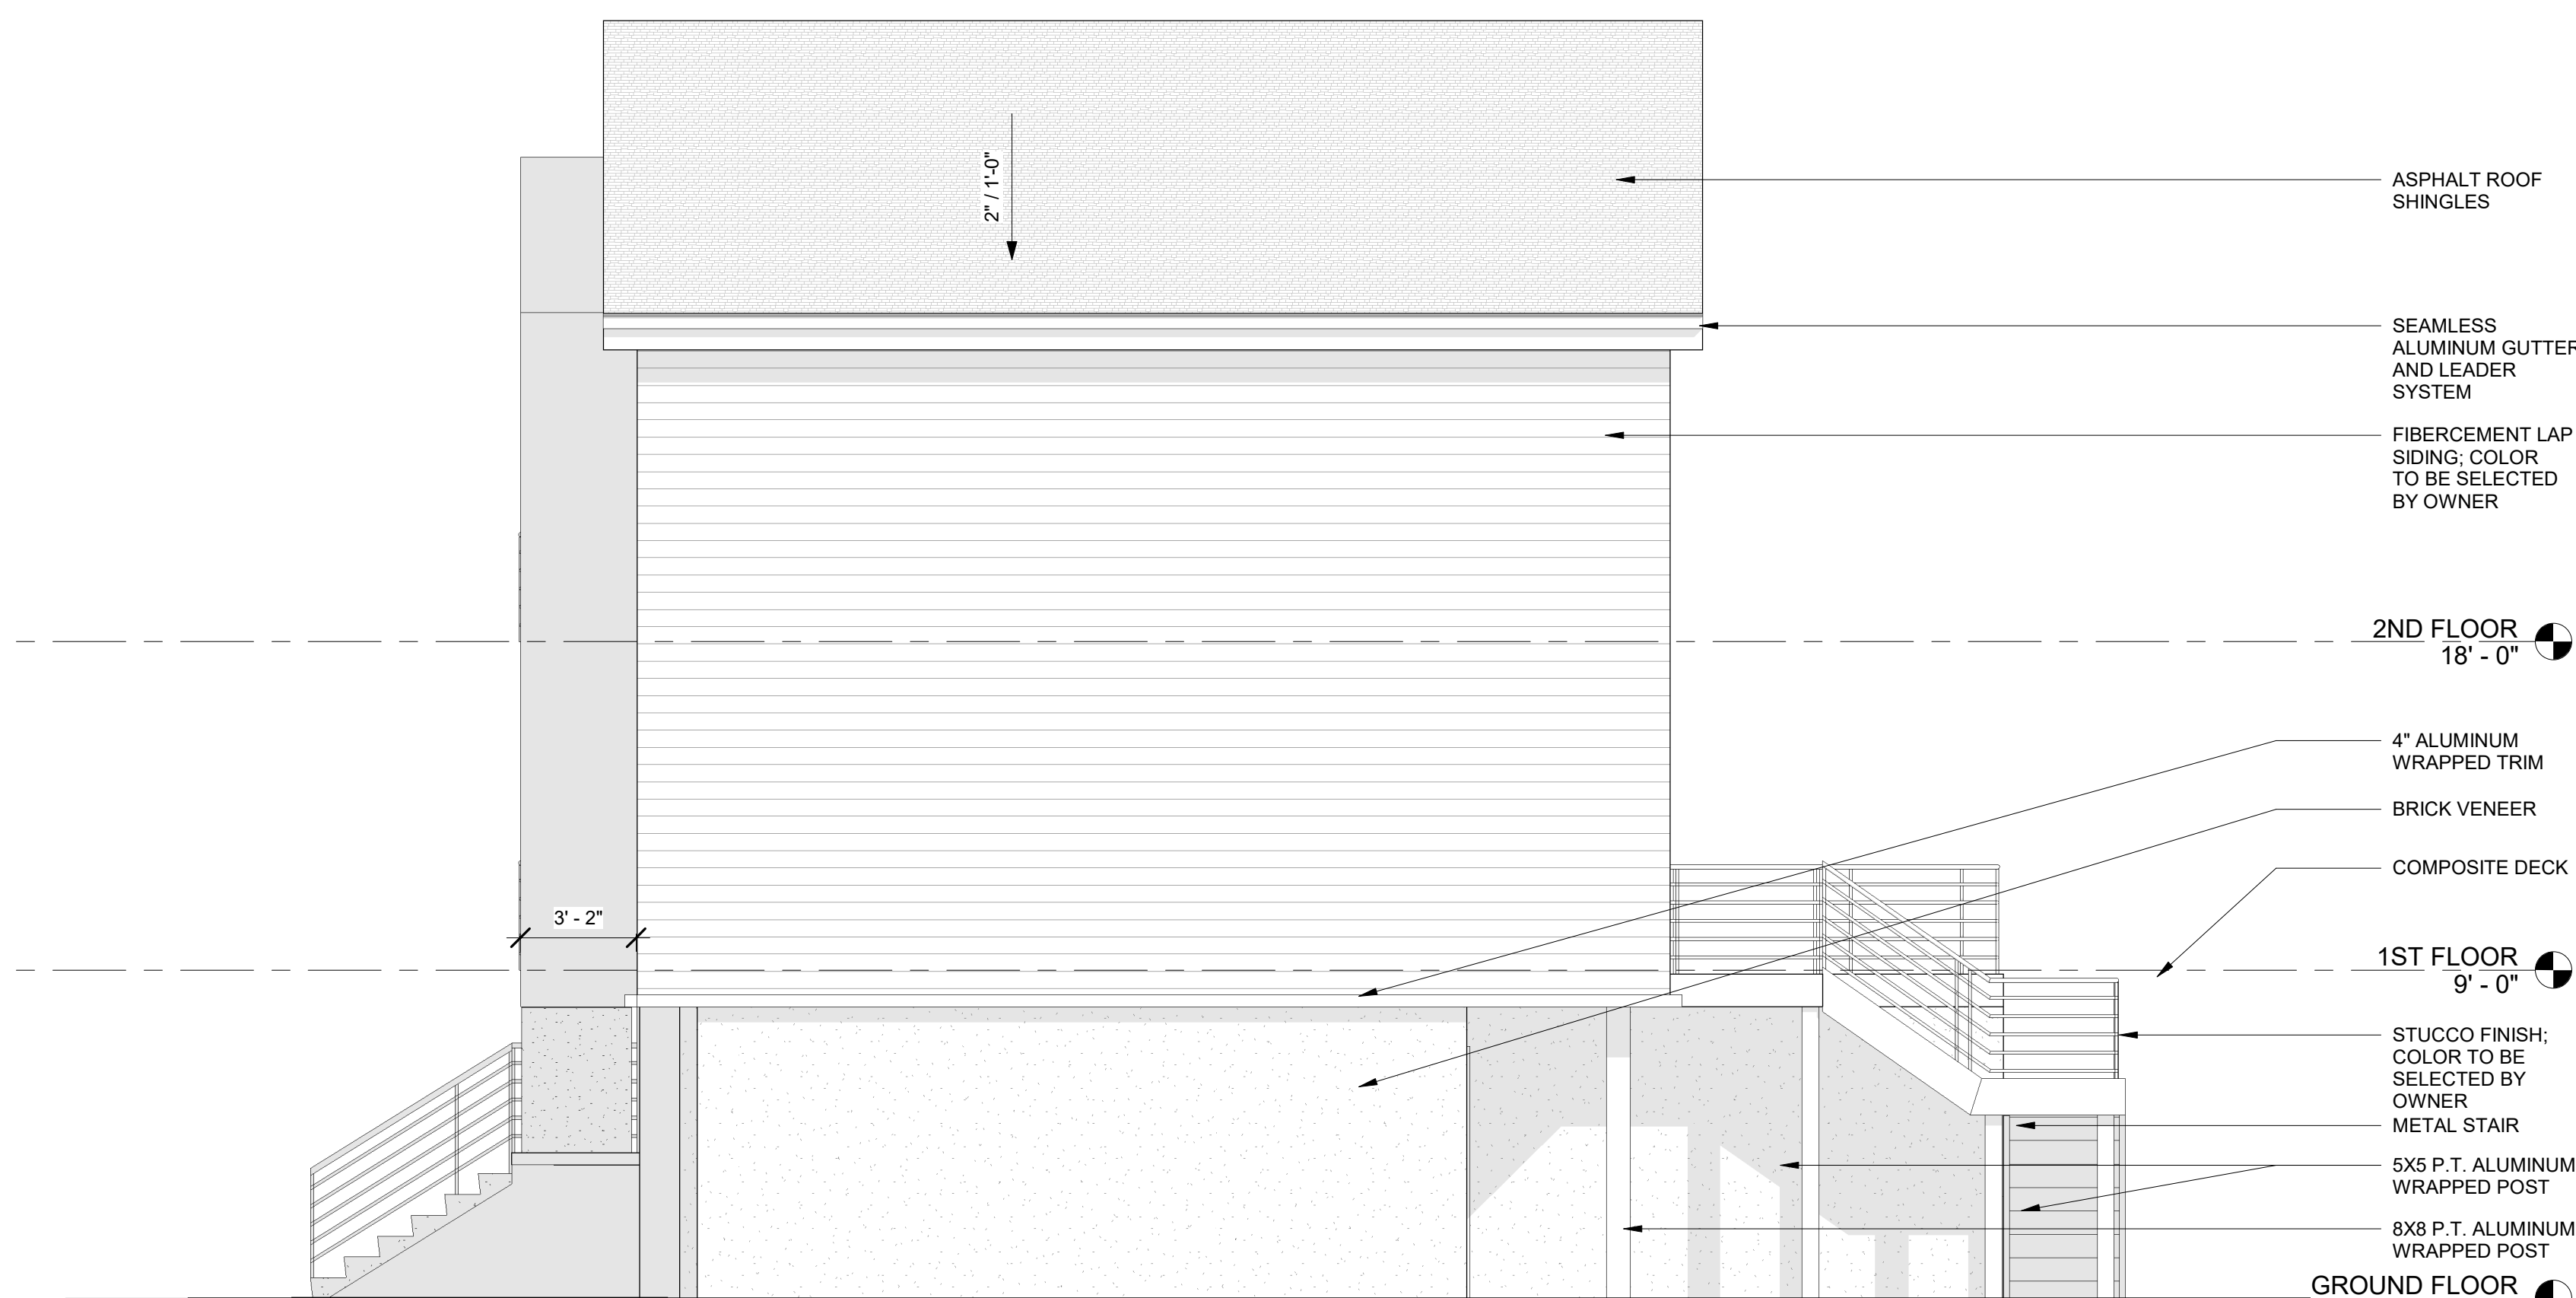 2" / 1'-0"
ASPHALT ROOF
SHINGLES
SEAMLESS
ALUMINUM GUTTER
AND LEADER
SYSTEM
FIBERCEMENT LAP
SIDING; COLOR
TO BE SELECTED
BY OWNER
2ND FLOOR
18' - 0"
4" ALUMINUM
WRAPPED TRIM
BRICK VENEER
COMPOSITE DECK
3' - 2"
1ST FLOOR
9' - 0"
STUCCO FINISH;
COLOR TO BE
SELECTED BY
OWNER
METAL STAIR
5X5 P.T. ALUMINUM
WRAPPED POST
8X8 P.T. ALUMINUM
WRAPPED POST
GROUND FLOOR